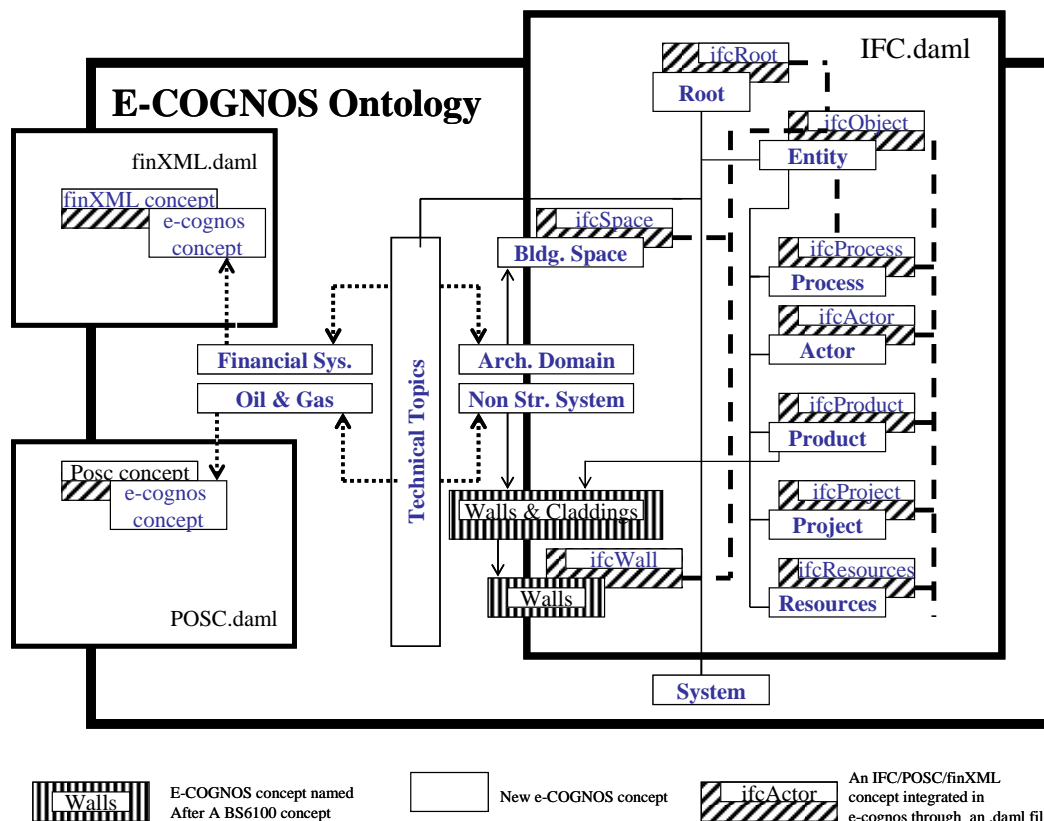 IFC.daml
ifcRoot
Root
E-COGNOS Ontology
ifcObject
Entity
finXML.daml
finXML concept
e-cognos
concept
ifcSpace
Bldg. Space
ifcProcess
Process
ifcActor
Actor
Financial Sys.
Arch. Domain
Oil & Gas
Non Str. System
Technical Topics
ifcProduct
Product
Posc concept
e-cognos
concept
Walls & Claddings
ifcProject
Project
ifcWall
Walls
ifcResources
Resources
POSC.daml
System
Walls
E-COGNOS concept named
After A BS6100 concept
New e-COGNOS concept
ifcActor
An IFC/POSC/finXML
concept integrated in
e-cognos through an .daml fil